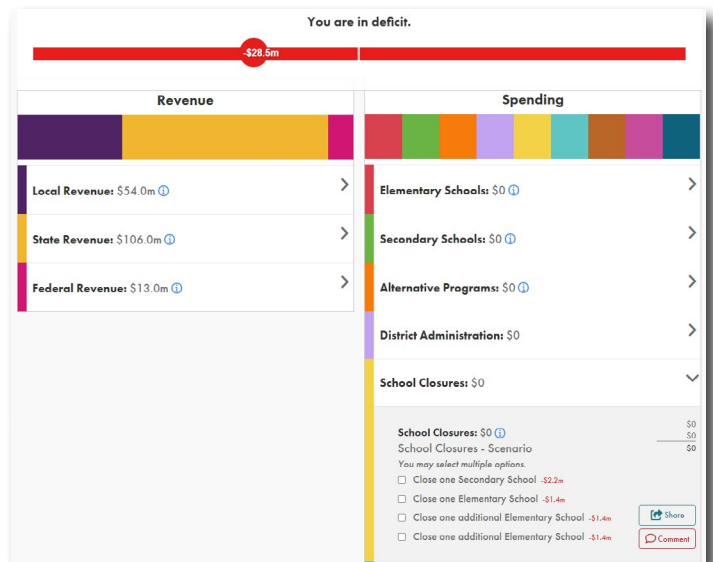 You are in deficit.
-$28.5m
Revenue
Local Revenue: $54.0m
State Revenue: $106.0m
Federal Revenue: $13.0m
Spending
Elementary Schools: $0
Secondary Schools: $0
Alternative Programs: $0
District Administration: $0
School Closures: $0
School Closures: $0
$0
School Closures - Scenario
$0
$0
You may select multiple options.
Close one Secondary School -$2.2m
Close one Elementary School -$1.4m
Close one additional Elementary School -$1.4m
Close one additional Elementary School -$1.4m
Share
Comment